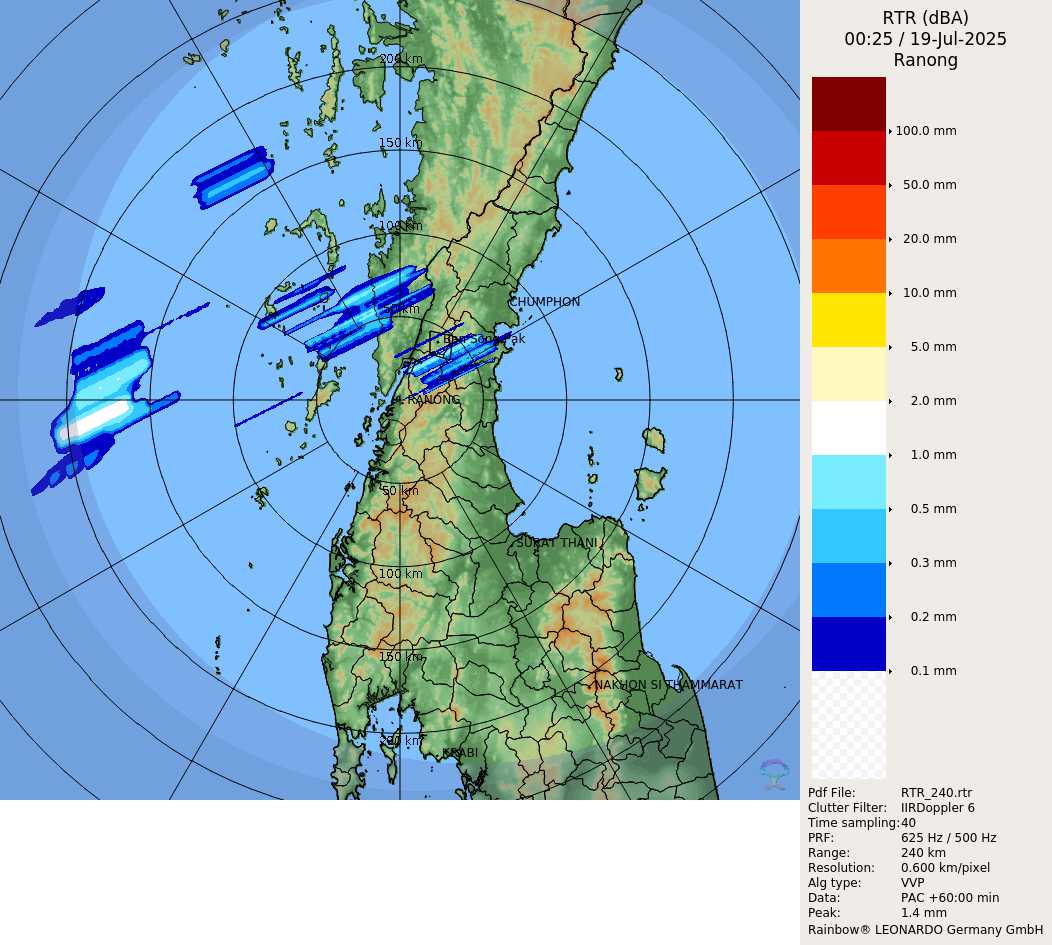 RTR (dBA)
00:25 / 19-Jul-2025
Ranong
100.0 mm
50.0 mm
20.0 mm
10.0 mm
5.0 mm
2.0 mm
1.0 mm
0.5 mm
0.3 mm
0.2 mm
0.1 mm
Pdf File: RTR_240.rtr
Clutter Filter: IIRDoppler 6
Time sampling:40
PRF: 625 Hz / 500 Hz
Range: 240 km
Resolution: 0.600 km/pixel
Alg type: VVP
Data: PAC +60:00 min
Peak: 1.4 mm
Rainbow® LEONARDO Germany GmbH
200 km
150 km
100 km
CHUMPHON
50 km
RANONG
50 km
SURAT THANI
100 km
150 km
NAKHON SI THAMMARAT
200 km
KRABI